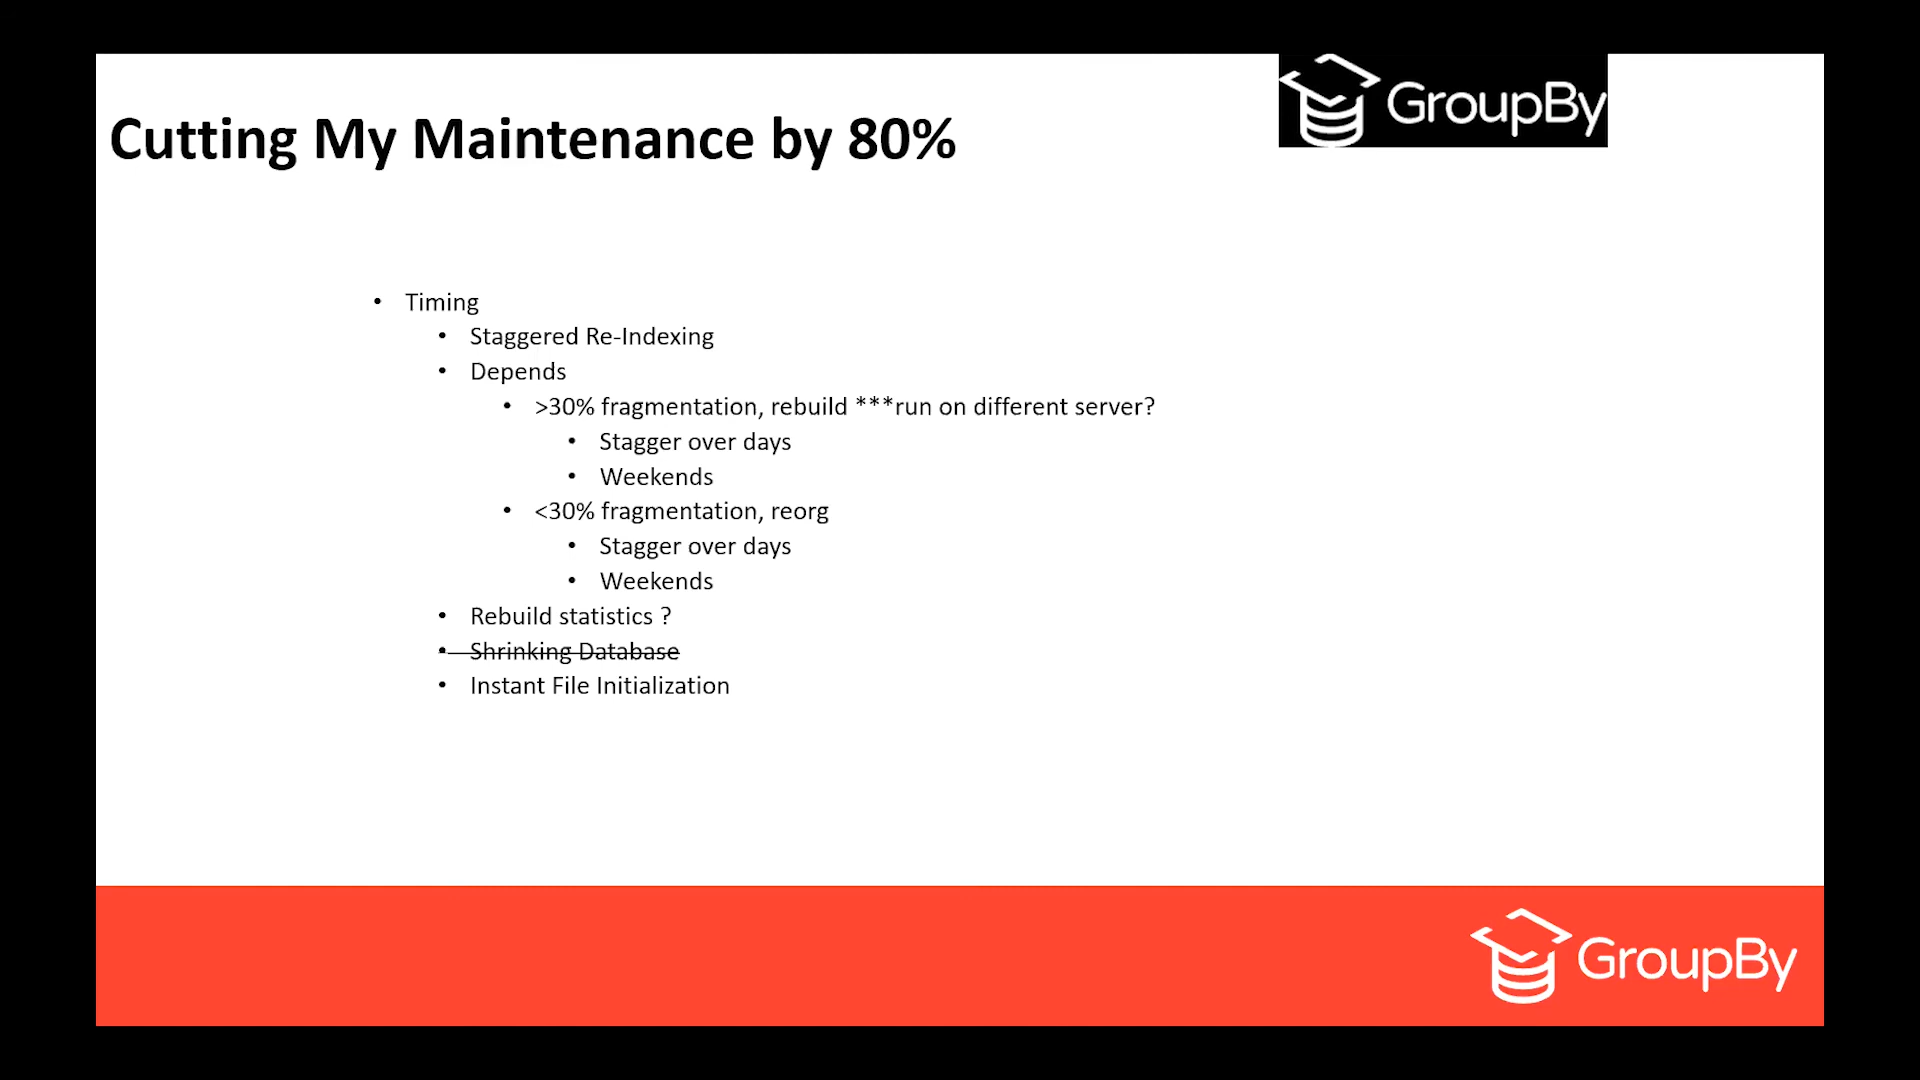 GroupBy
Cutting My Maintenance by 80%
• Timing
• Staggered Re-Indexing
• Depends
• >30% fragmentation, rebuild ***run on different server?
• Stagger over days
• Weekends
• <30% fragmentation, reorg
• Stagger over days
• Weekends
• Rebuild statistics ?
• Shrinking Database
• Instant File Initialization
GroupBy